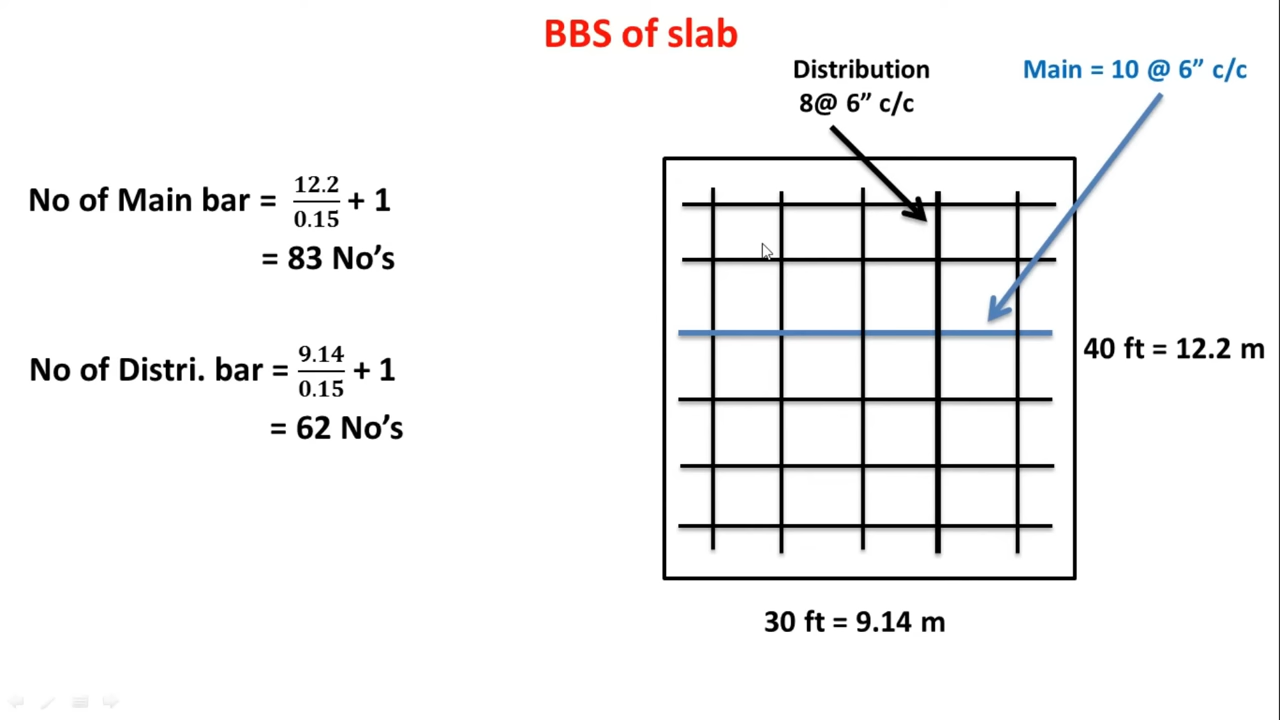 BBS of slab
Distribution
8@ 6” c/c
Main = 10 @ 6” c/c
No of Main bar = 12.2/0.15 + 1
= 83 No’s
No of Distri. bar = 9.14/0.15 + 1
= 62 No’s
40 ft = 12.2 m
30 ft = 9.14 m